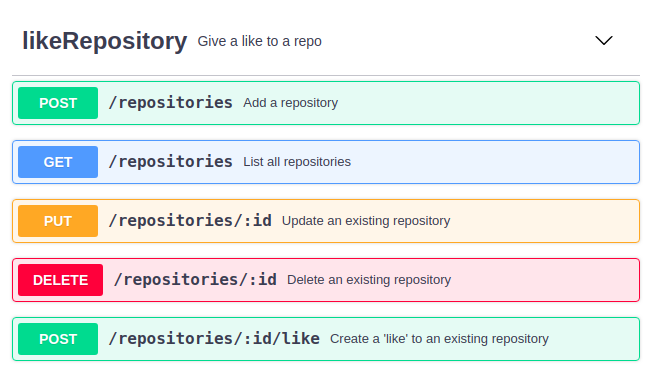 likeRepository Give a like to a repo
POST /repositories Add a repository
GET /repositories List all repositories
PUT /repositories/:id Update an existing repository
DELETE /repositories/:id Delete an existing repository
POST /repositories/:id/like Create a 'like' to an existing repository